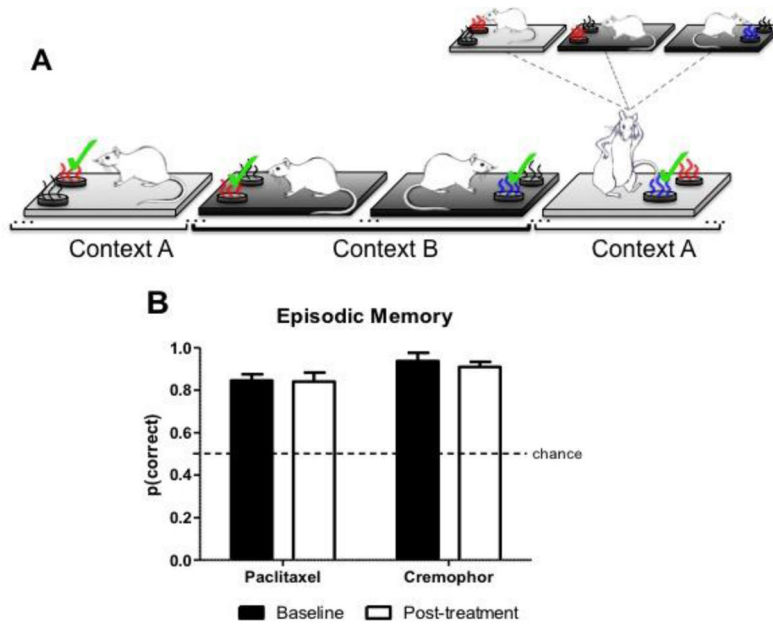 A
... ... ... ...
Context A Context B Context A
B
Episodic Memory
p(correct)
1.0
0.8
0.6
0.4
0.2
0.0
chance
Paclitaxel Cremophor
Baseline Post-treatment